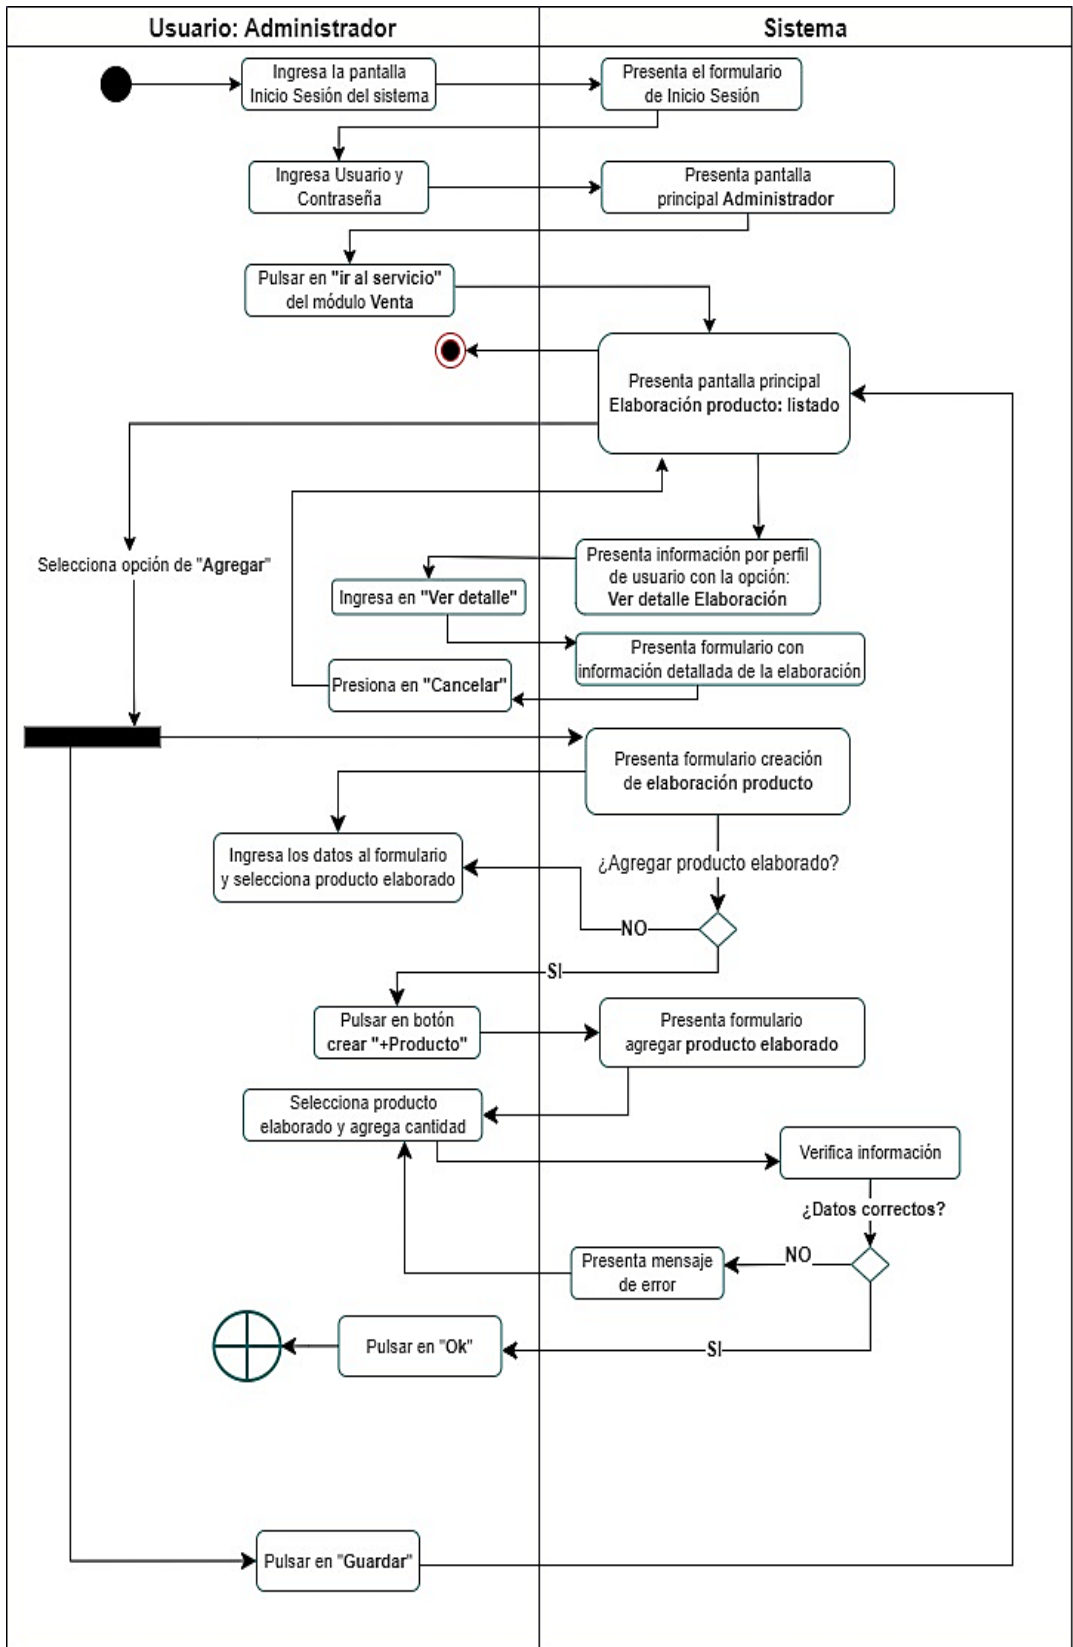 Usuario: Administrador
Sistema
Ingresa la pantalla
Inicio Sesión del sistema
Presenta el formulario
de Inicio Sesión
Ingresa Usuario y
Contraseña
Presenta pantalla
principal Administrador
Pulsar en "ir al servicio"
del módulo Venta
Presenta pantalla principal
Elaboración producto: listado
Selecciona opción de "Agregar"
Presenta información por perfil
de usuario con la opción:
Ver detalle Elaboración
Ingresa en "Ver detalle"
Presenta formulario con
información detallada de la elaboración
Presiona en "Cancelar"
Presenta formulario creación
de elaboración producto
Ingresa los datos al formulario
y selecciona producto elaborado
¿Agregar producto elaborado?
NO
SI
Pulsar en botón
crear "+Producto"
Presenta formulario
agregar producto elaborado
Selecciona producto
elaborado y agrega cantidad
Verifica información
¿Datos correctos?
NO
Presenta mensaje
de error
Pulsar en "Ok"
SI
Pulsar en "Guardar"